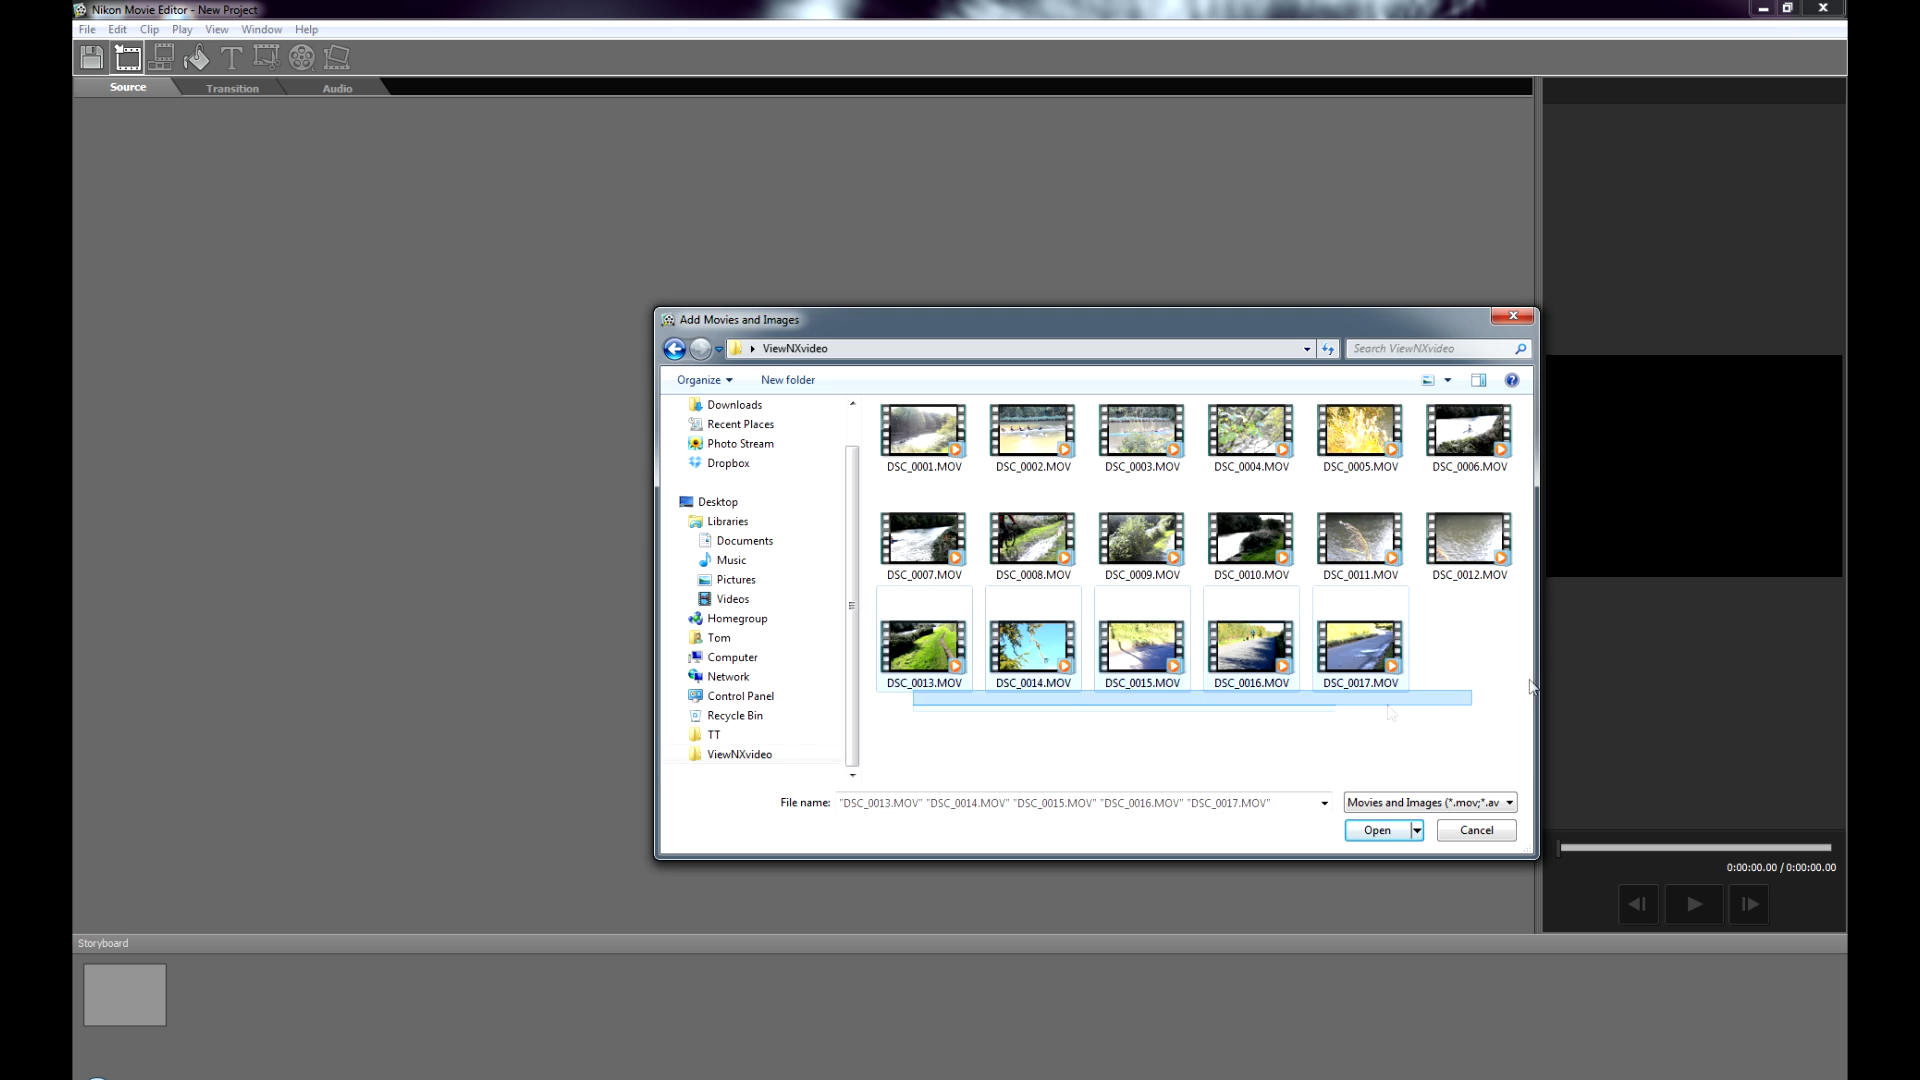 Nikon Movie Editor - New Project
File Edit Clip Play View Window Help
Source Transition Audio
Add Movies and Images
ViewNXvideo
Search ViewNXvideo
Organize
New folder
Downloads
Recent Places
Photo Stream
Dropbox
Desktop
Libraries
Documents
Music
Pictures
Videos
Homegroup
Tom
Computer
Network
Control Panel
Recycle Bin
TT
ViewNXvideo
DSC_0001.MOV DSC_0002.MOV DSC_0003.MOV DSC_0004.MOV DSC_0005.MOV DSC_0006.MOV
DSC_0007.MOV DSC_0008.MOV DSC_0009.MOV DSC_0010.MOV DSC_0011.MOV DSC_0012.MOV
DSC_0013.MOV DSC_0014.MOV DSC_0015.MOV DSC_0016.MOV DSC_0017.MOV
File name: "DSC_0013.MOV" "DSC_0014.MOV" "DSC_0015.MOV" "DSC_0016.MOV" "DSC_0017.MOV"
Movies and Images (*.mov;*.av
Open
Cancel
0:00:00.00 / 0:00:00.00
Storyboard